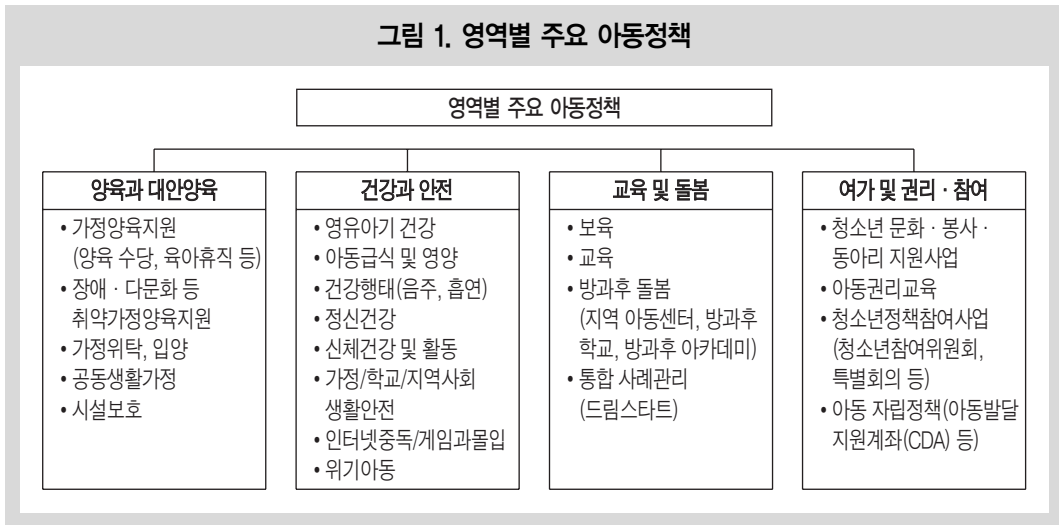 그림 1. 영역별 주요 아동정책
영역별 주요 아동정책
양육과 대안양육
• 가정양육지원
(양육 수당, 육아휴직 등)
• 장애 · 다문화 등
취약가정양육지원
• 가정위탁, 입양
• 공동생활가정
• 시설보호
건강과 안전
• 영유아기 건강
• 아동급식 및 영양
• 건강행태(음주, 흡연)
• 정신건강
• 신체건강 및 활동
• 가정/학교/지역사회
생활안전
• 인터넷중독/게임과몰입
• 위기아동
교육 및 돌봄
• 보육
• 교육
• 방과후 돌봄
(지역 아동센터, 방과후
학교, 방과후 아카데미)
• 통합 사례관리
(드림스타트)
여가 및 권리 · 참여
• 청소년 문화 · 봉사 ·
동아리 지원사업
• 아동권리교육
• 청소년정책참여사업
(청소년참여위원회,
특별회의 등)
• 아동 자립정책(아동발달
지원계좌(CDA) 등)